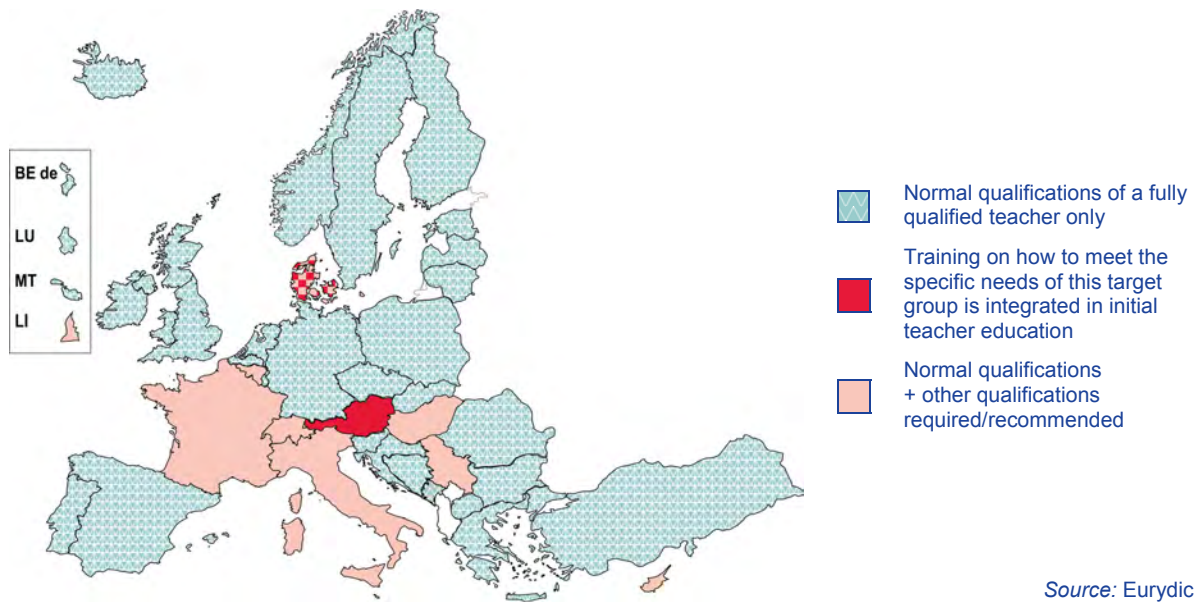 BE de
LU
MT
LI
Normal qualifications of a fully
qualified teacher only
Training on how to meet the
specific needs of this target
group is integrated in initial
teacher education
Normal qualifications
+ other qualifications
required/recommended
Source: Eurydic